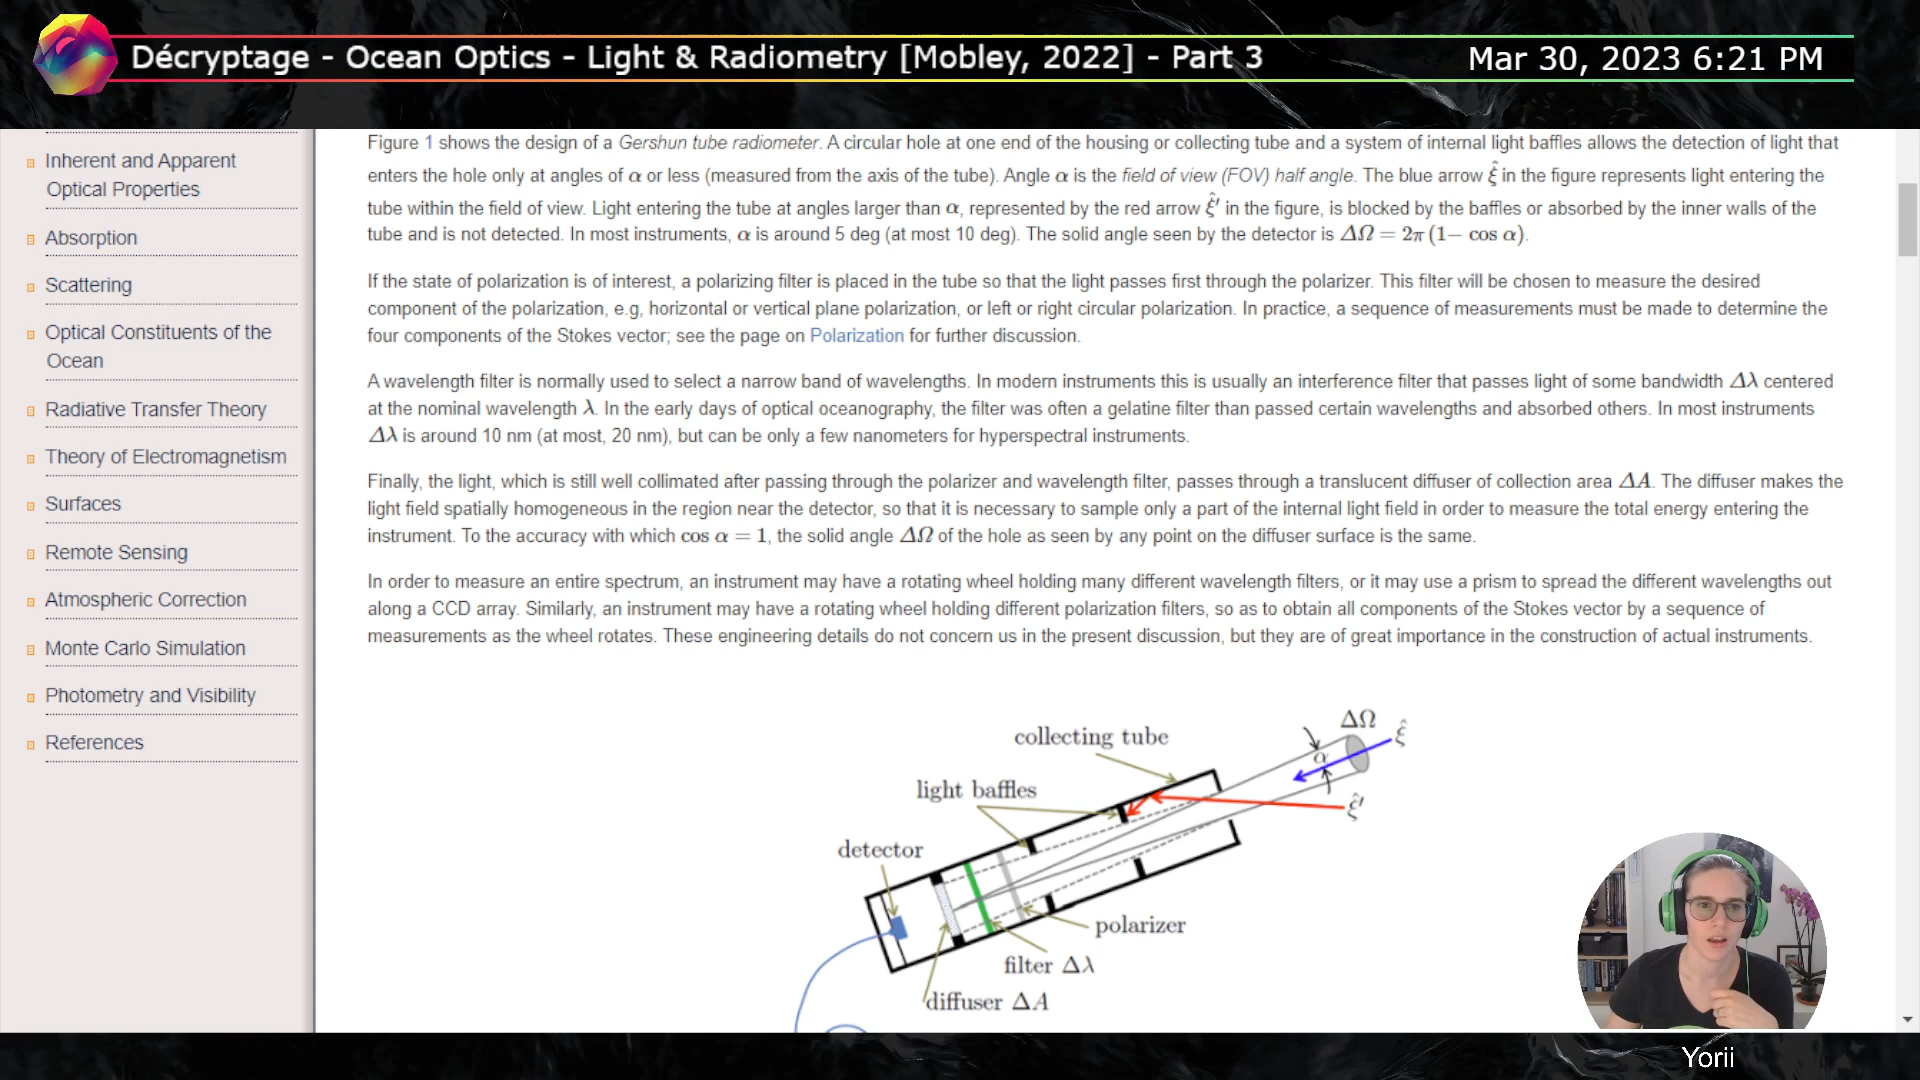 Décryptage - Ocean Optics - Light & Radiometry [Mobley, 2022] - Part 3
Mar 30, 2023 6:21 PM
Inherent and Apparent
Optical Properties
Absorption
Scattering
Optical Constituents of the
Ocean
Radiative Transfer Theory
Theory of Electromagnetism
Surfaces
Remote Sensing
Atmospheric Correction
Monte Carlo Simulation
Photometry and Visibility
References
Figure 1 shows the design of a Gershun tube radiometer. A circular hole at one end of the housing or collecting tube and a system of internal light baffles allows the detection of light that
enters the hole only at angles of α or less (measured from the axis of the tube). Angle α is the field of view (FOV) half angle. The blue arrow ξ̂ in the figure represents light entering the
tube within the field of view. Light entering the tube at angles larger than α, represented by the red arrow ξ̂′ in the figure, is blocked by the baffles or absorbed by the inner walls of the
tube and is not detected. In most instruments, α is around 5 deg (at most 10 deg). The solid angle seen by the detector is ΔΩ = 2π (1− cos α).
If the state of polarization is of interest, a polarizing filter is placed in the tube so that the light passes first through the polarizer. This filter will be chosen to measure the desired
component of the polarization, e.g, horizontal or vertical plane polarization, or left or right circular polarization. In practice, a sequence of measurements must be made to determine the
four components of the Stokes vector; see the page on Polarization for further discussion.
A wavelength filter is normally used to select a narrow band of wavelengths. In modern instruments this is usually an interference filter that passes light of some bandwidth Δλ centered
at the nominal wavelength λ. In the early days of optical oceanography, the filter was often a gelatine filter than passed certain wavelengths and absorbed others. In most instruments
Δλ is around 10 nm (at most, 20 nm), but can be only a few nanometers for hyperspectral instruments.
Finally, the light, which is still well collimated after passing through the polarizer and wavelength filter, passes through a translucent diffuser of collection area ΔA. The diffuser makes the
light field spatially homogeneous in the region near the detector, so that it is necessary to sample only a part of the internal light field in order to measure the total energy entering the
instrument. To the accuracy with which cos α = 1, the solid angle ΔΩ of the hole as seen by any point on the diffuser surface is the same.
In order to measure an entire spectrum, an instrument may have a rotating wheel holding many different wavelength filters, or it may use a prism to spread the different wavelengths out
along a CCD array. Similarly, an instrument may have a rotating wheel holding different polarization filters, so as to obtain all components of the Stokes vector by a sequence of
measurements as the wheel rotates. These engineering details do not concern us in the present discussion, but they are of great importance in the construction of actual instruments.
ΔΩ
ξ̂
collecting tube
α
light baffles
ξ̂′
detector
polarizer
filter Δλ
diffuser ΔA
Yorii